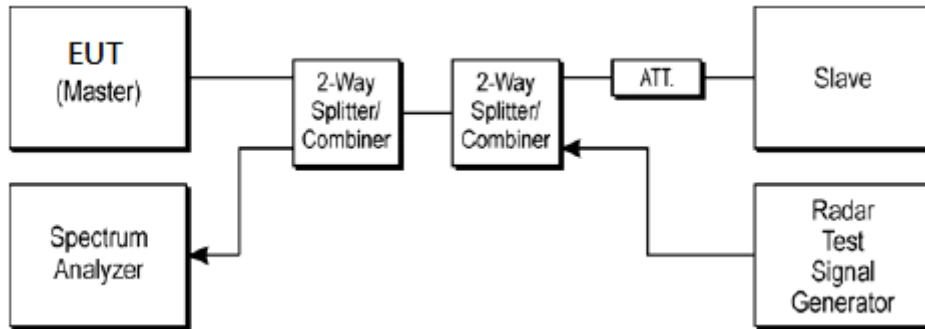 EUT
(Master)
2-Way
Splitter/
Combiner
2-Way
Splitter/
Combiner
ATT.
Slave
Spectrum
Analyzer
Radar
Test
Signal
Generator